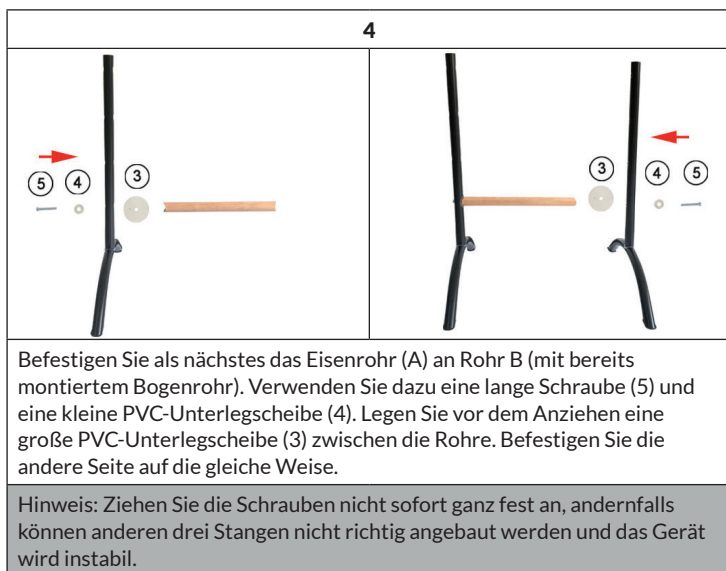 4
5 4 3
3 4 5
Befestigen Sie als nächstes das Eisenrohr (A) an Rohr B (mit bereits
montiertem Bogenrohr). Verwenden Sie dazu eine lange Schraube (5) und
eine kleine PVC-Unterlegscheibe (4). Legen Sie vor dem Anziehen eine
große PVC-Unterlegscheibe (3) zwischen die Rohre. Befestigen Sie die
andere Seite auf die gleiche Weise.
Hinweis: Ziehen Sie die Schrauben nicht sofort ganz fest an, andernfalls
können anderen drei Stangen nicht richtig angebaut werden und das Gerät
wird instabil.